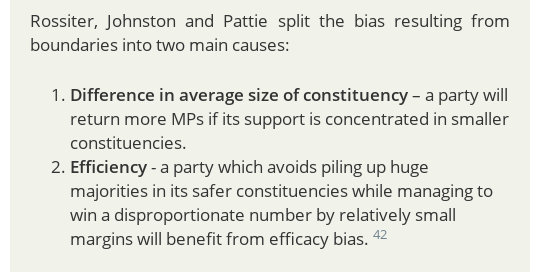 Rossiter, Johnston and Pattie split the bias resulting from
boundaries into two main causes:
1. Difference in average size of constituency – a party will
return more MPs if its support is concentrated in smaller
constituencies.
2. Efficiency - a party which avoids piling up huge
majorities in its safer constituencies while managing to
win a disproportionate number by relatively small
margins will benefit from efficacy bias. 42